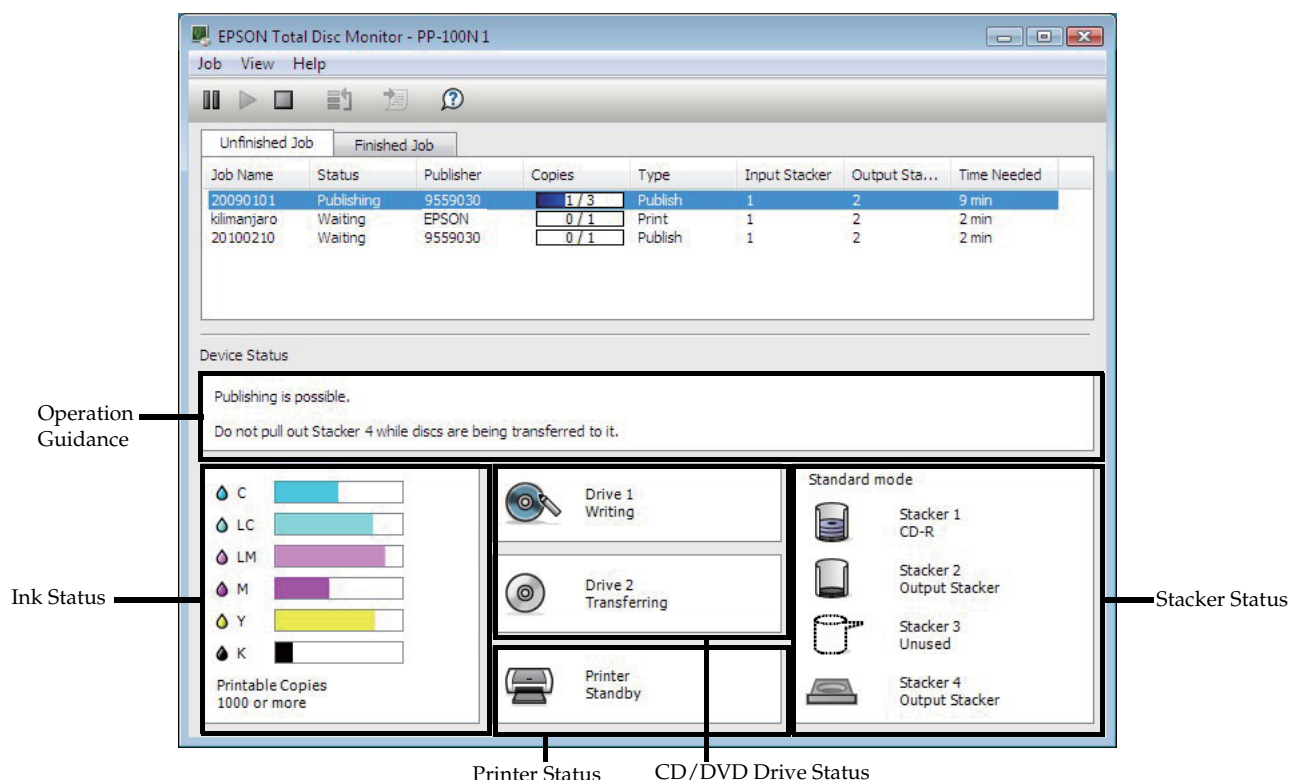 EPSON Total Disc Monitor - PP-100N 1
Job View Help
Unfinished Job Finished Job
Job Name Status Publisher Copies Type Input Stacker Output Sta... Time Needed
20090101 Publishing 9559030 1 / 3 Publish 1 2 9 min
kilimanjaro Waiting EPSON 0 / 1 Print 1 2 2 min
20100210 Waiting 9559030 0 / 1 Publish 1 2 2 min
Device Status
Publishing is possible.
Do not pull out Stacker 4 while discs are being transferred to it.
Operation
Guidance
C
LC
LM
M
Y
K
Printable Copies
1000 or more
Ink Status
Drive 1
Writing
Drive 2
Transferring
Printer
Standby
Standard mode
Stacker 1
CD-R
Stacker 2
Output Stacker
Stacker 3
Unused
Stacker 4
Output Stacker
Stacker Status
Printer Status
CD/DVD Drive Status